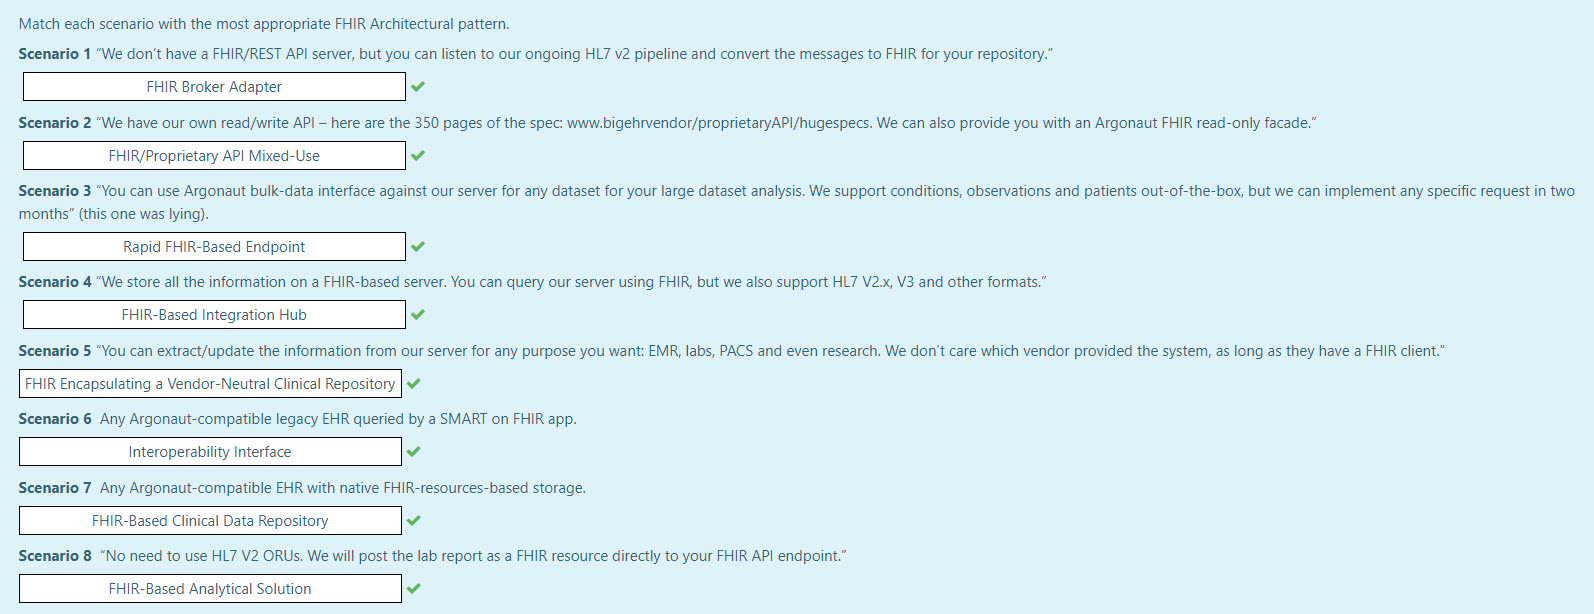 Match each scenario with the most appropriate FHIR Architectural pattern.
Scenario 1 “We don’t have a FHIR/REST API server, but you can listen to our ongoing HL7 v2 pipeline and convert the messages to FHIR for your repository.”
FHIR Broker Adapter
Scenario 2 “We have our own read/write API – here are the 350 pages of the spec: www.bigehrvendor/proprietaryAPI/hugespecs. We can also provide you with an Argonaut FHIR read-only facade.”
FHIR/Proprietary API Mixed-Use
Scenario 3 “You can use Argonaut bulk-data interface against our server for any dataset for your large dataset analysis. We support conditions, observations and patients out-of-the-box, but we can implement any specific request in two
months” (this one was lying).
Rapid FHIR-Based Endpoint
Scenario 4 “We store all the information on a FHIR-based server. You can query our server using FHIR, but we also support HL7 V2.x, V3 and other formats.”
FHIR-Based Integration Hub
Scenario 5 “You can extract/update the information from our server for any purpose you want: EMR, labs, PACS and even research. We don’t care which vendor provided the system, as long as they have a FHIR client.”
FHIR Encapsulating a Vendor-Neutral Clinical Repository
Scenario 6 Any Argonaut-compatible legacy EHR queried by a SMART on FHIR app.
Interoperability Interface
Scenario 7 Any Argonaut-compatible EHR with native FHIR-resources-based storage.
FHIR-Based Clinical Data Repository
Scenario 8 “No need to use HL7 V2 ORUs. We will post the lab report as a FHIR resource directly to your FHIR API endpoint.”
FHIR-Based Analytical Solution